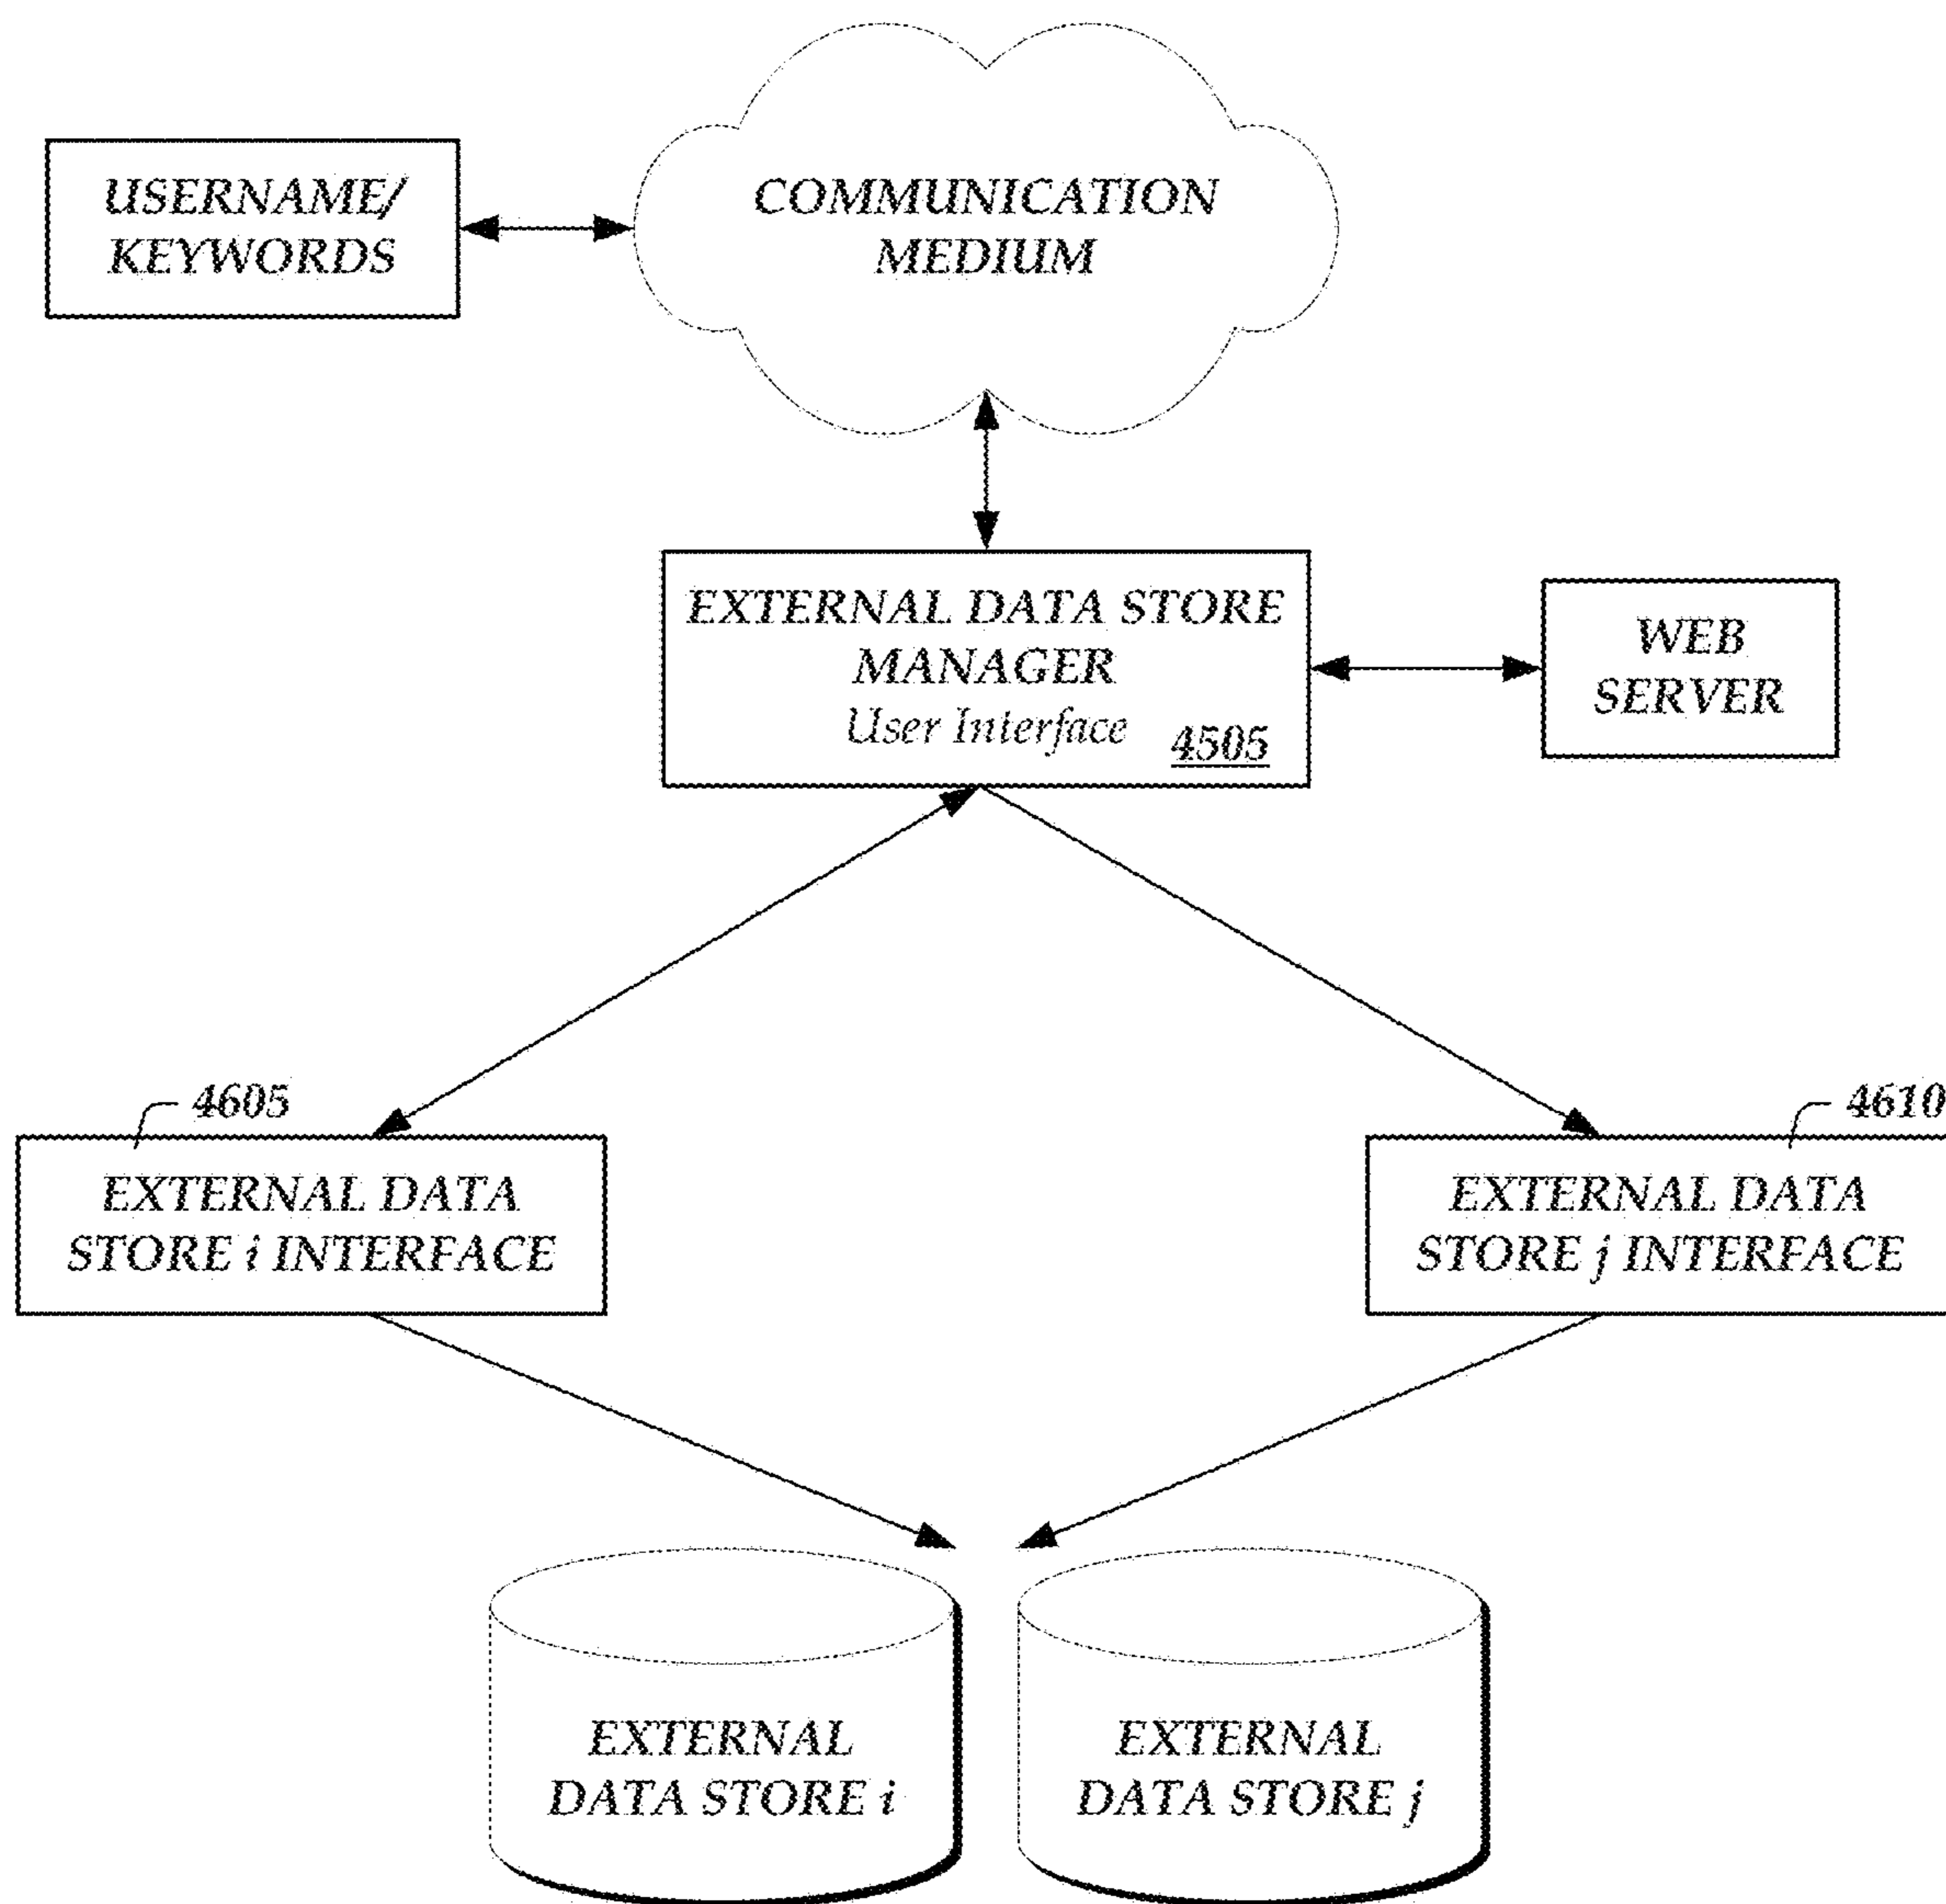 USERNAME/
KEYWORDS
COMMUNICATION
MEDIUM
EXTERNAL DATA STORE
MANAGER
User Interface
4505
WEB
SERVER
4605
EXTERNAL DATA
STORE i INTERFACE
4610
EXTERNAL DATA
STORE j INTERFACE
EXTERNAL
DATA STORE i
EXTERNAL
DATA STORE j